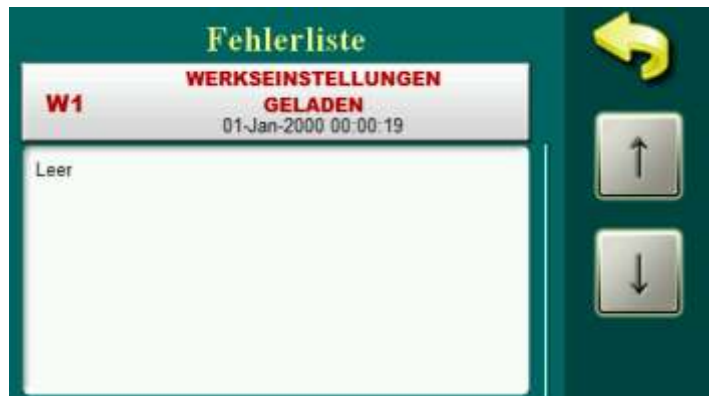 Fehlerliste
W1
WERKSEINSTELLUNGEN
GELADEN
01-Jan-2000 00:00:19
Leer
↑
↓